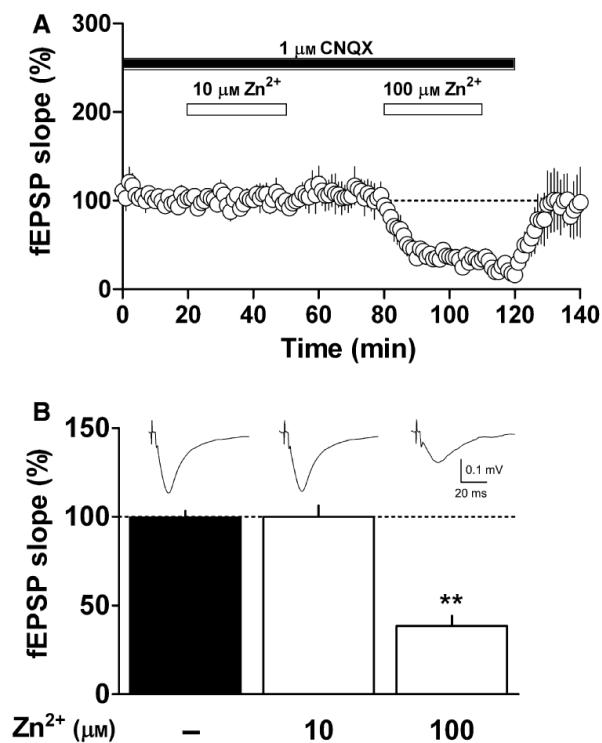 A
300
200
100
0
fEPSP slope (%)
1 μM CNQX
10 μM Zn²⁺
100 μM Zn²⁺
0 20 40 60 80 100 120 140
Time (min)
B
150
100
50
0
fEPSP slope (%)
0.1 mV
20 ms
**
Zn²⁺ (μM) – 10 100